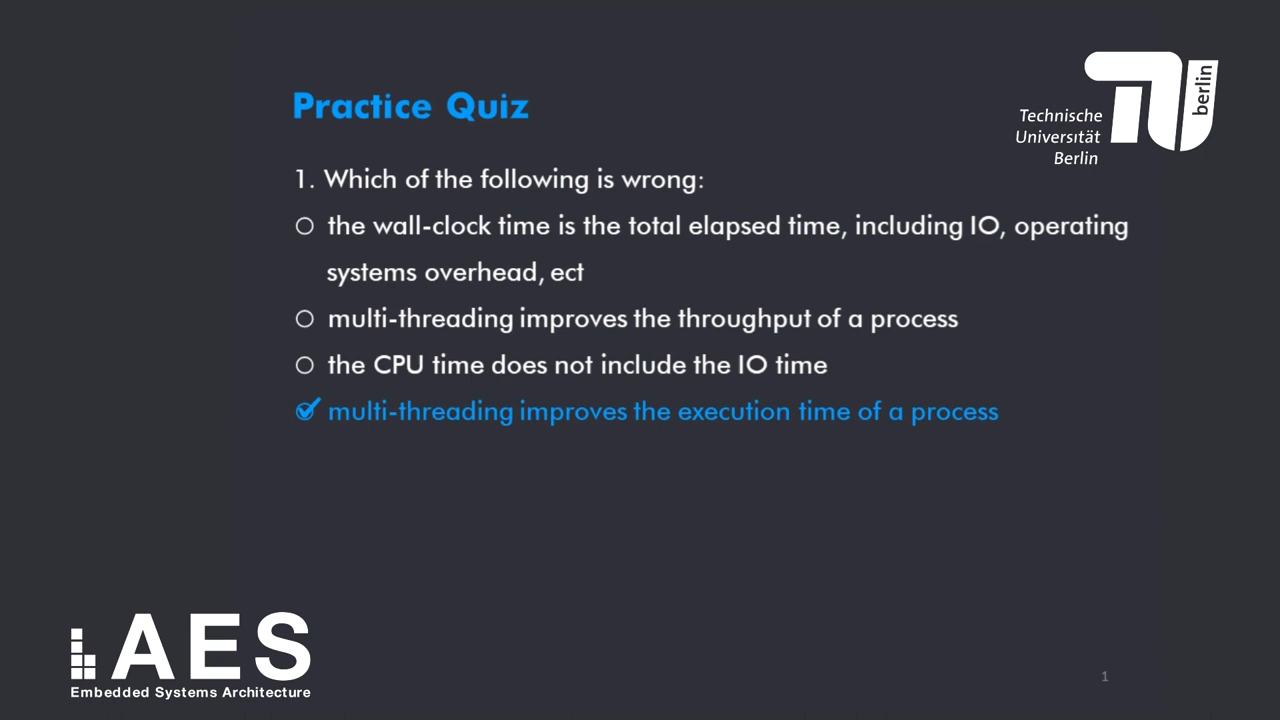 Practice Quiz
berlin
Technische
Universität
Berlin
1. Which of the following is wrong:
the wall-clock time is the total elapsed time, including IO, operating
systems overhead, ect
multi-threading improves the throughput of a process
the CPU time does not include the IO time
multi-threading improves the execution time of a process
AES
Embedded Systems Architecture
1